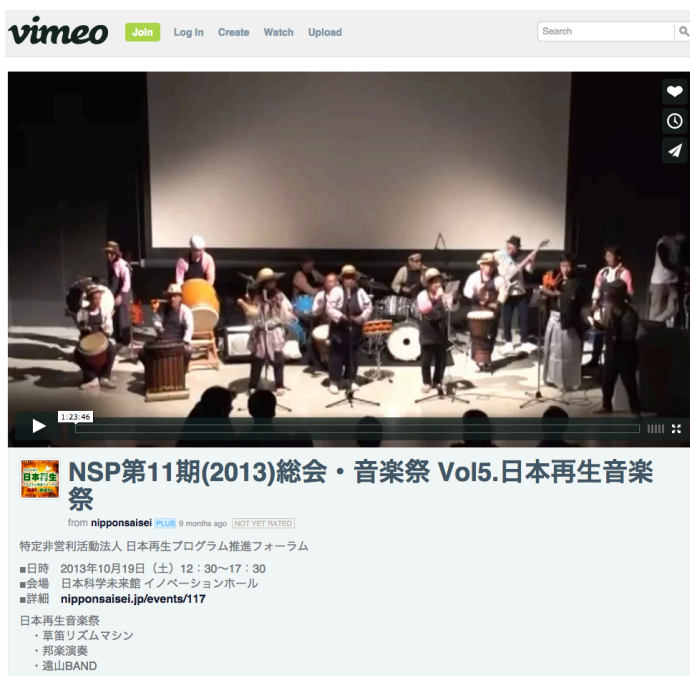 vimeo Join Log In Create Watch Upload Search
1:23:46
NSP第11期(2013)総会・音楽祭 Vol5.日本再生音楽
祭
from nipponsaisei PLUS 9 months ago NOT YET RATED
日本再生
特定非営利活動法人 日本再生プログラム推進フォーラム
■日時 2013年10月19日（土）12：30〜17：30
■会場 日本科学未来館 イノベーションホール
■詳細 nipponsaisei.jp/events/117
日本再生音楽祭
・草笛リズムマシン
・邦楽演奏
・遠山BAND